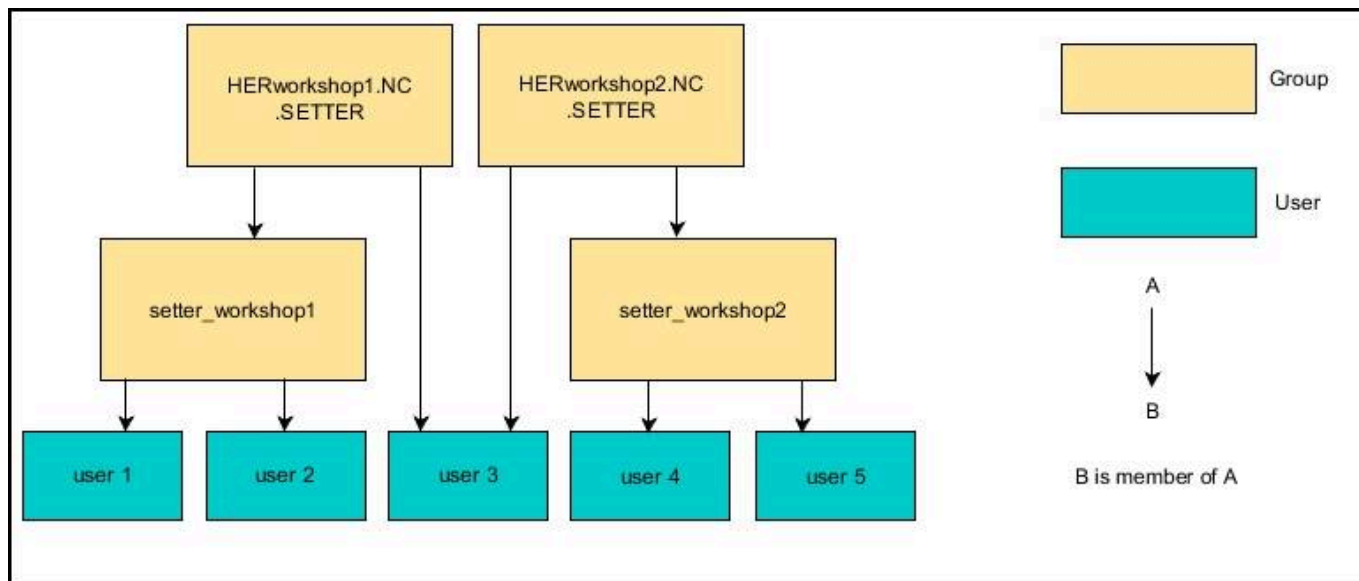 HERworkshop1.NC
.SETTER
HERworkshop2.NC
.SETTER
Group
User
setter_workshop1
setter_workshop2
A
B
user 1
user 2
user 3
user 4
user 5
B is member of A